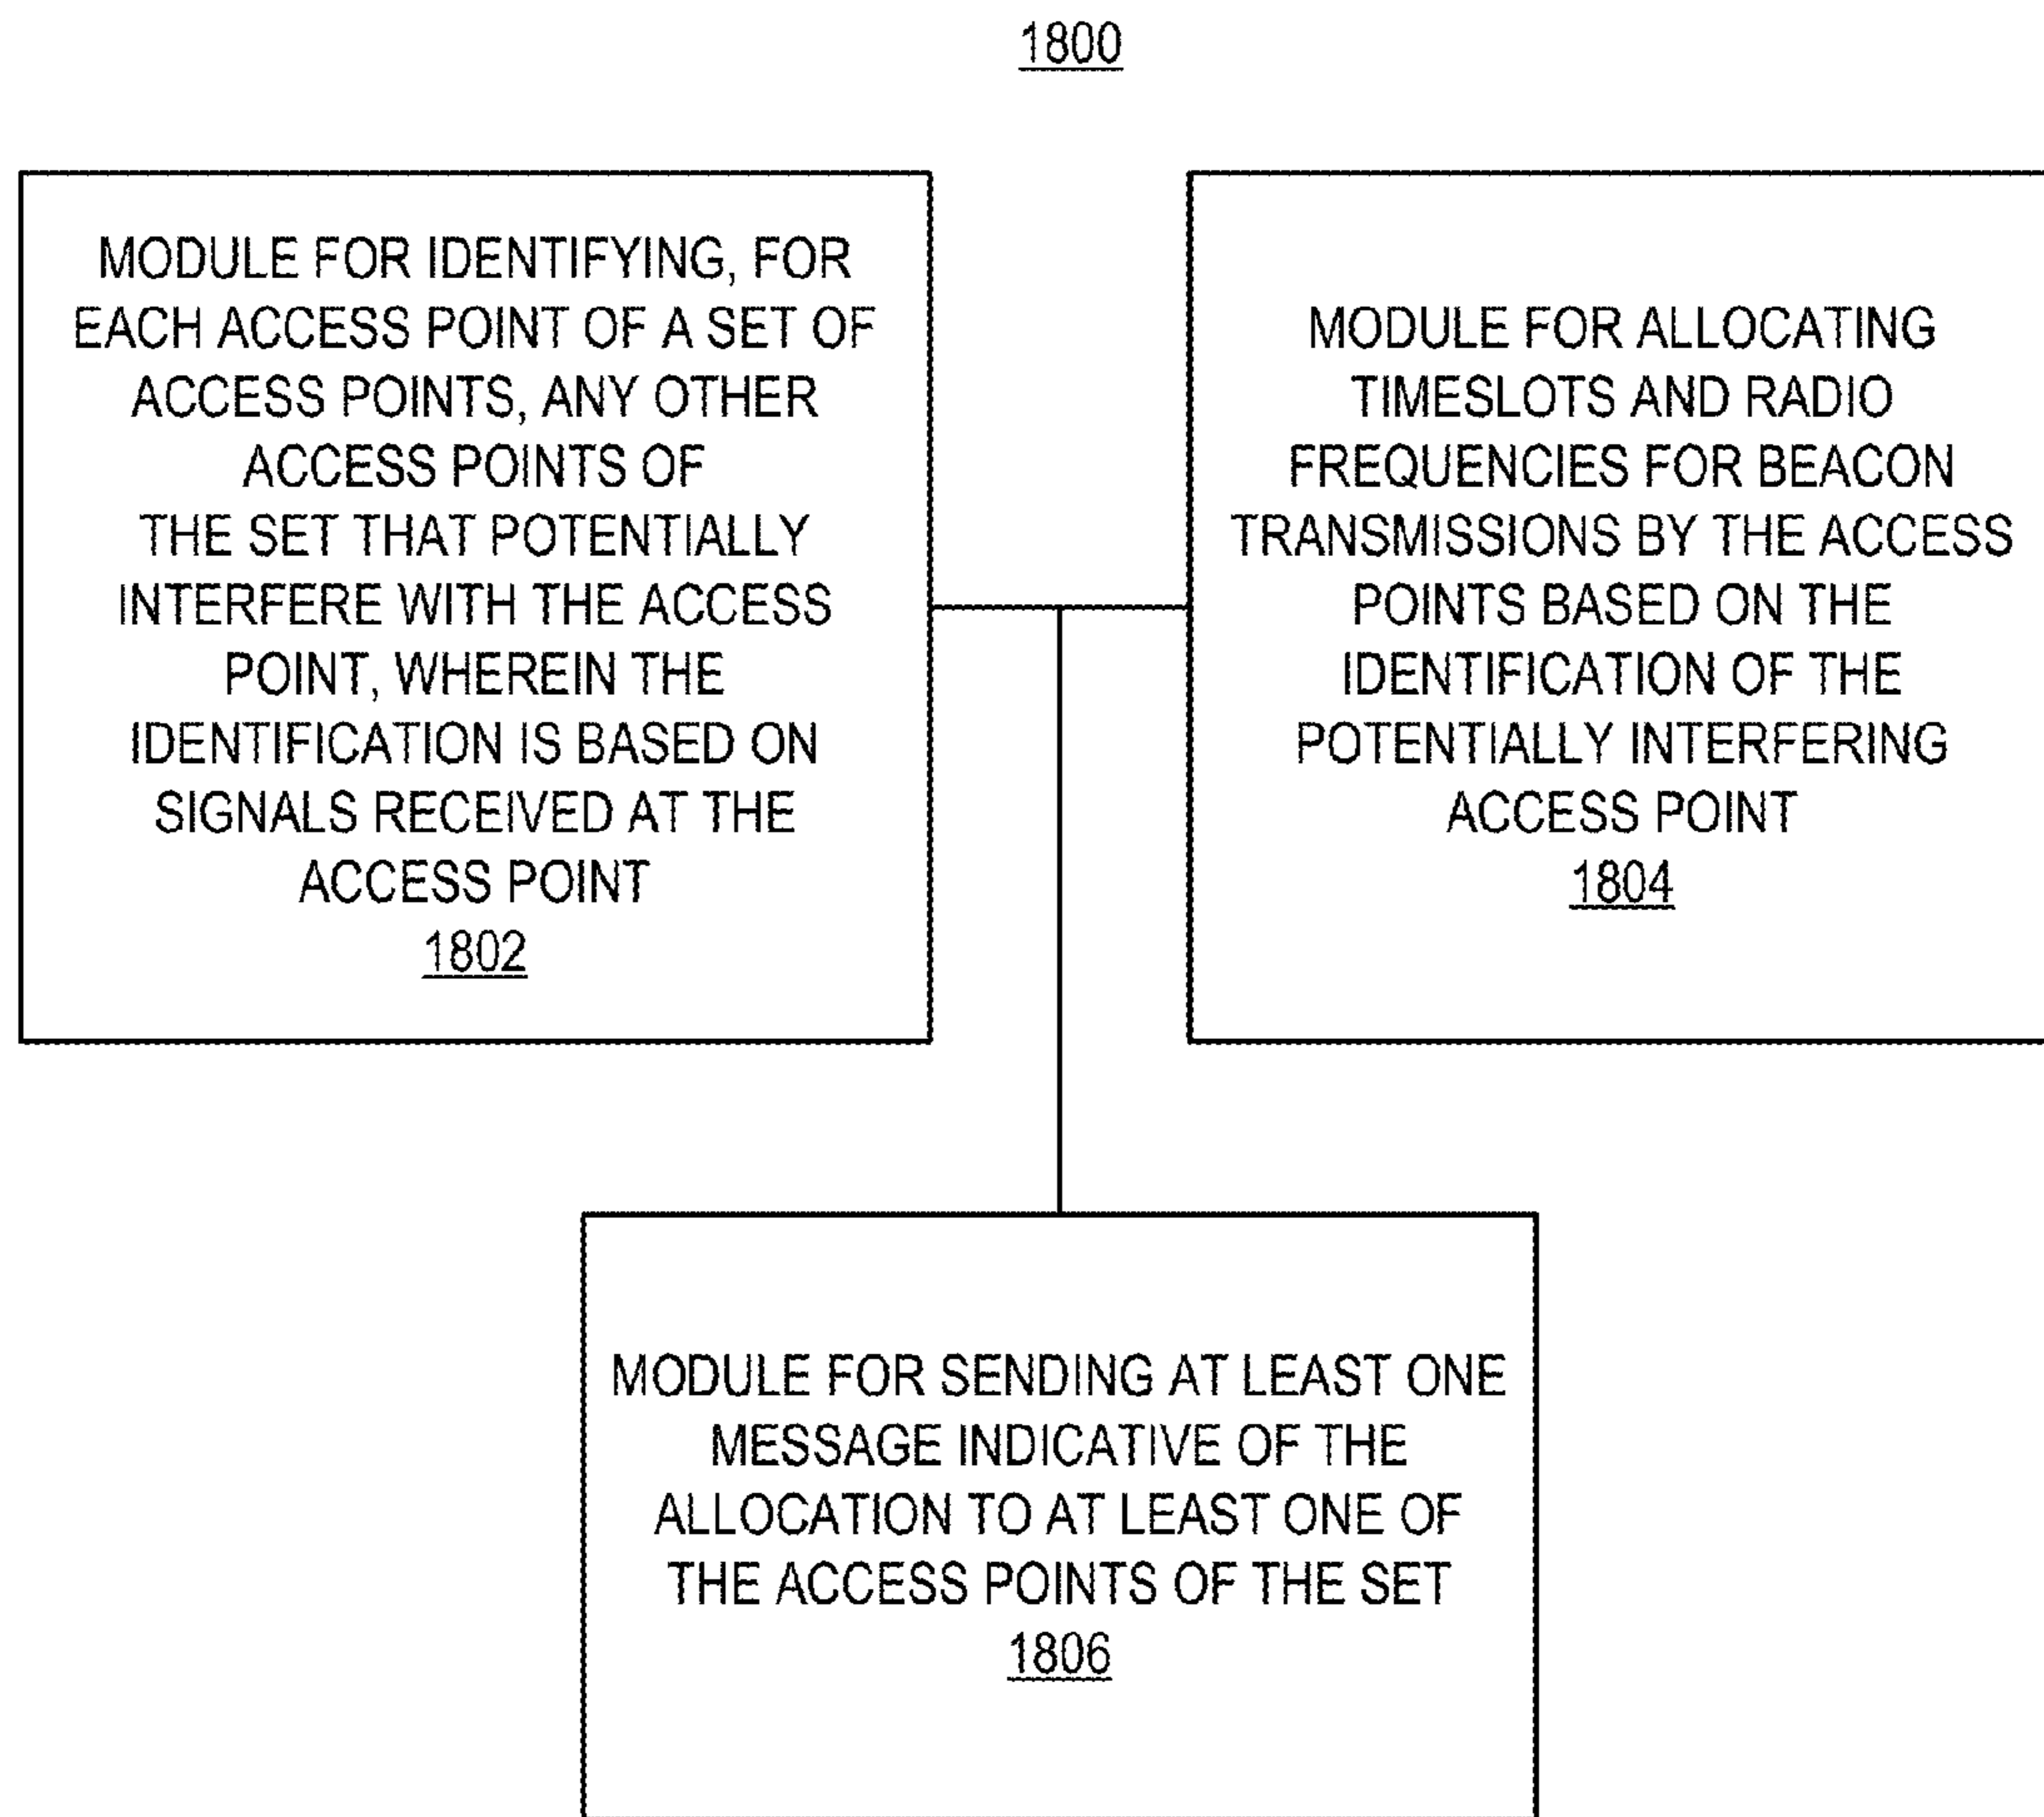 1800
MODULE FOR IDENTIFYING, FOR
EACH ACCESS POINT OF A SET OF
ACCESS POINTS, ANY OTHER
ACCESS POINTS OF
THE SET THAT POTENTIALLY
INTERFERE WITH THE ACCESS
POINT, WHEREIN THE
IDENTIFICATION IS BASED ON
SIGNALS RECEIVED AT THE
ACCESS POINT
1802
MODULE FOR ALLOCATING
TIMESLOTS AND RADIO
FREQUENCIES FOR BEACON
TRANSMISSIONS BY THE ACCESS
POINTS BASED ON THE
IDENTIFICATION OF THE
POTENTIALLY INTERFERING
ACCESS POINT
1804
MODULE FOR SENDING AT LEAST ONE
MESSAGE INDICATIVE OF THE
ALLOCATION TO AT LEAST ONE OF
THE ACCESS POINTS OF THE SET
1806